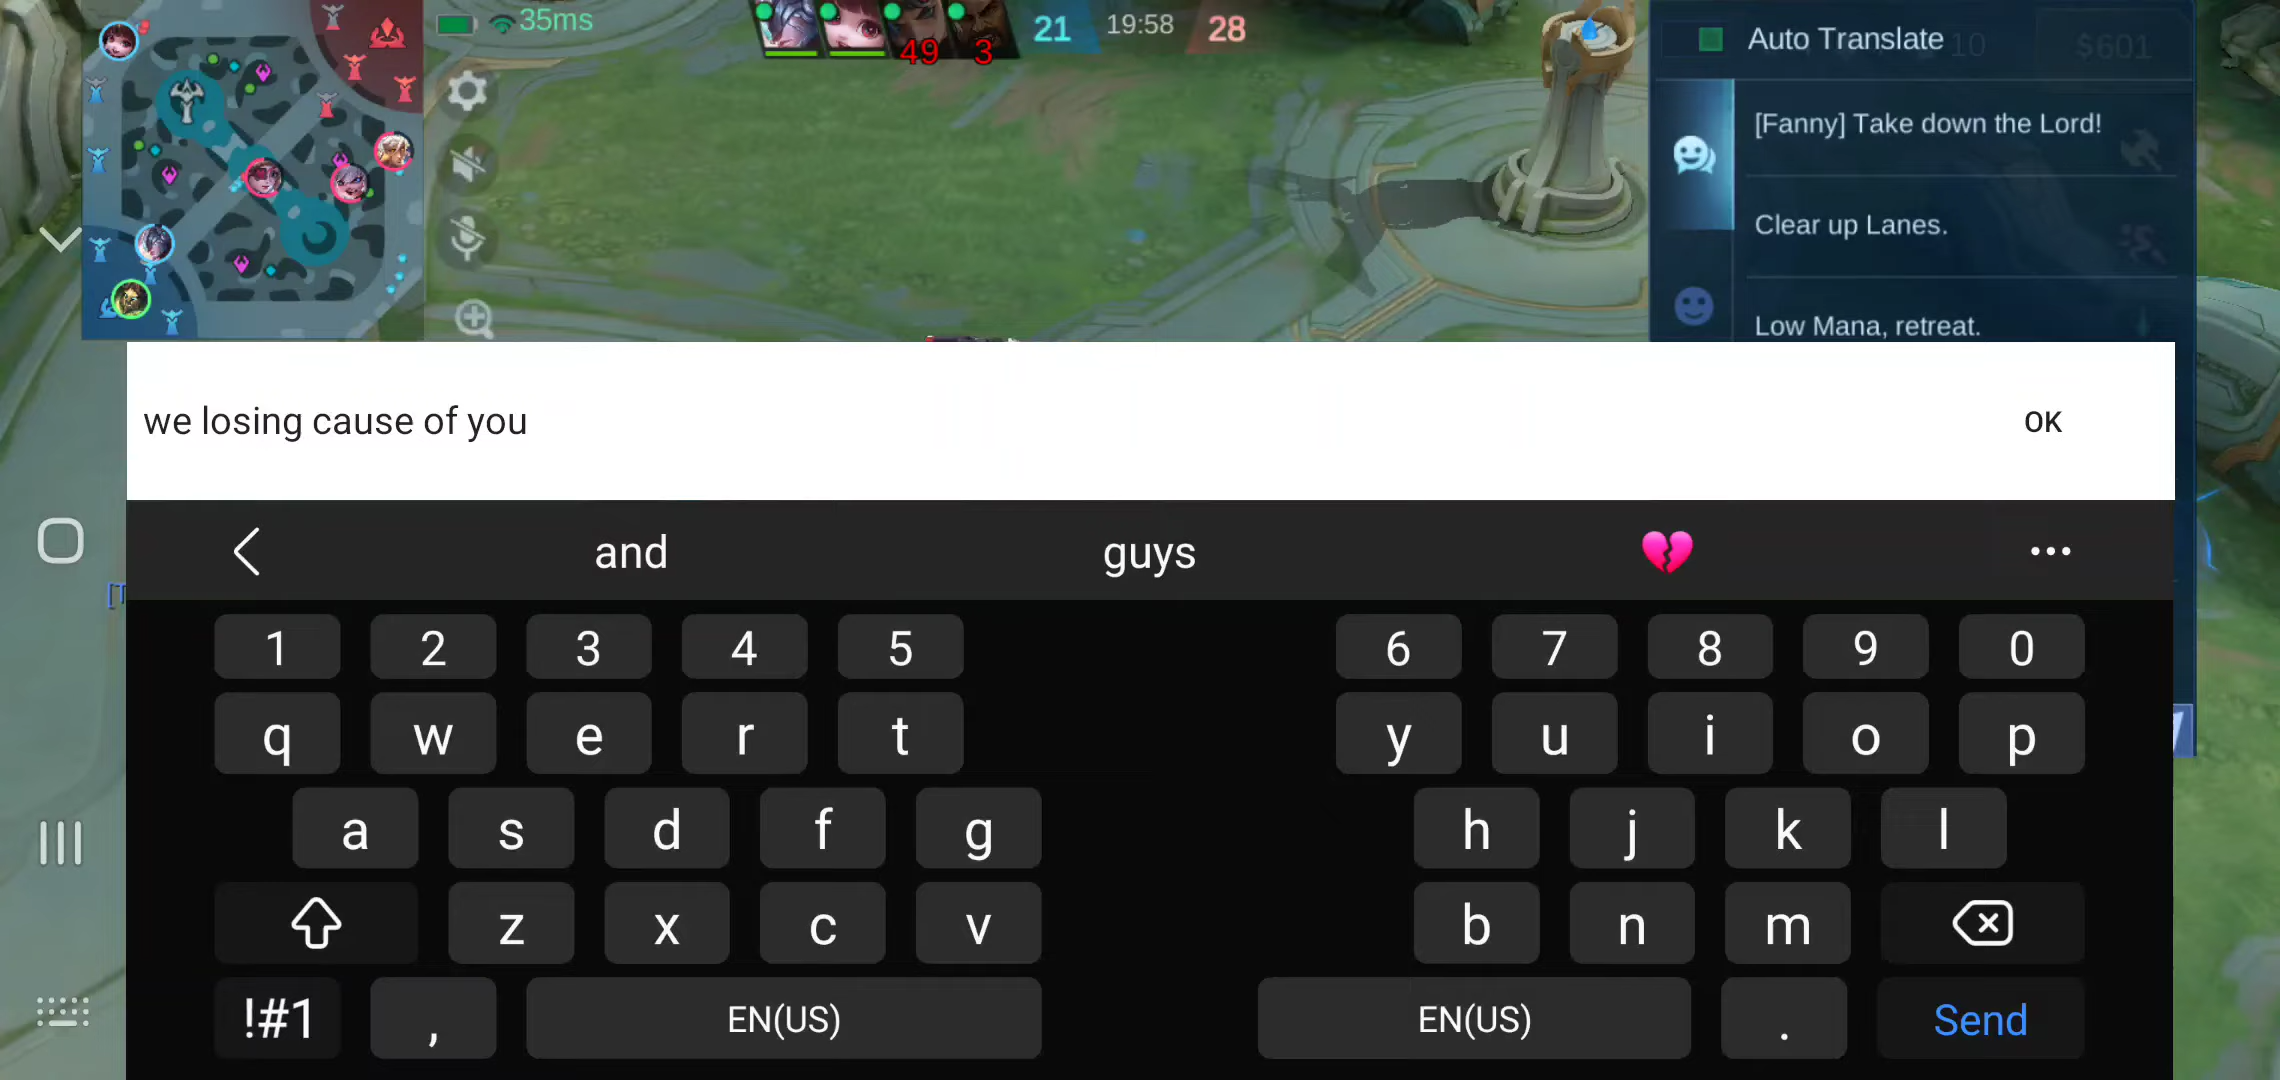 35ms
49
3
21
19:58
28
Auto Translate
10
$601
[Fanny] Take down the Lord!
Clear up Lanes.
Low Mana, retreat.
we losing cause of you
OK
and
guys
1 2 3 4 5 6 7 8 9 0
q w e r t y u i o p
a s d f g h j k l
z x c v b n m
!#1 , EN(US) EN(US) . Send